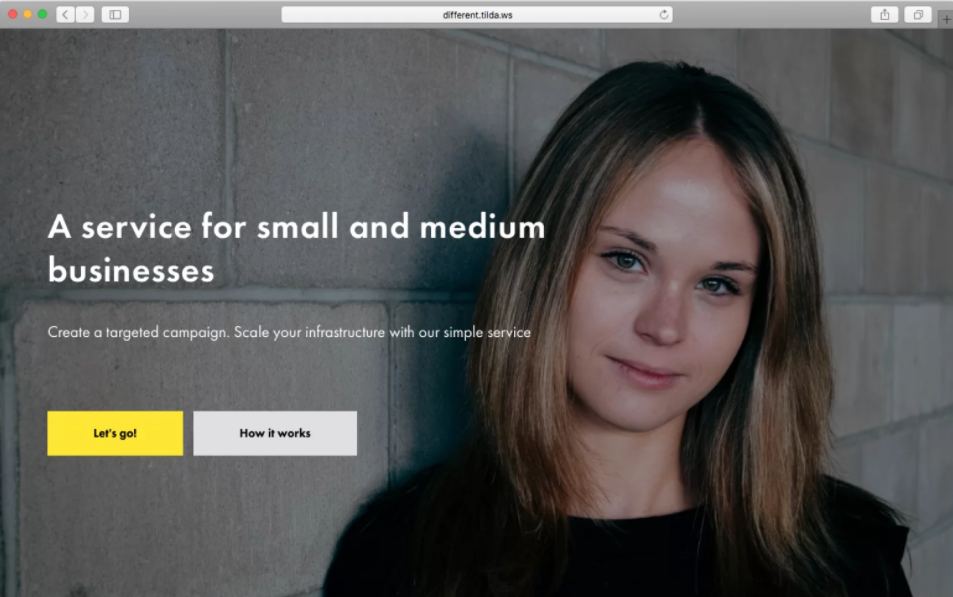 different.tilda.ws
A service for small and medium
businesses
Create a targeted campaign. Scale your infrastructure with our simple service
Let's go!
How it works